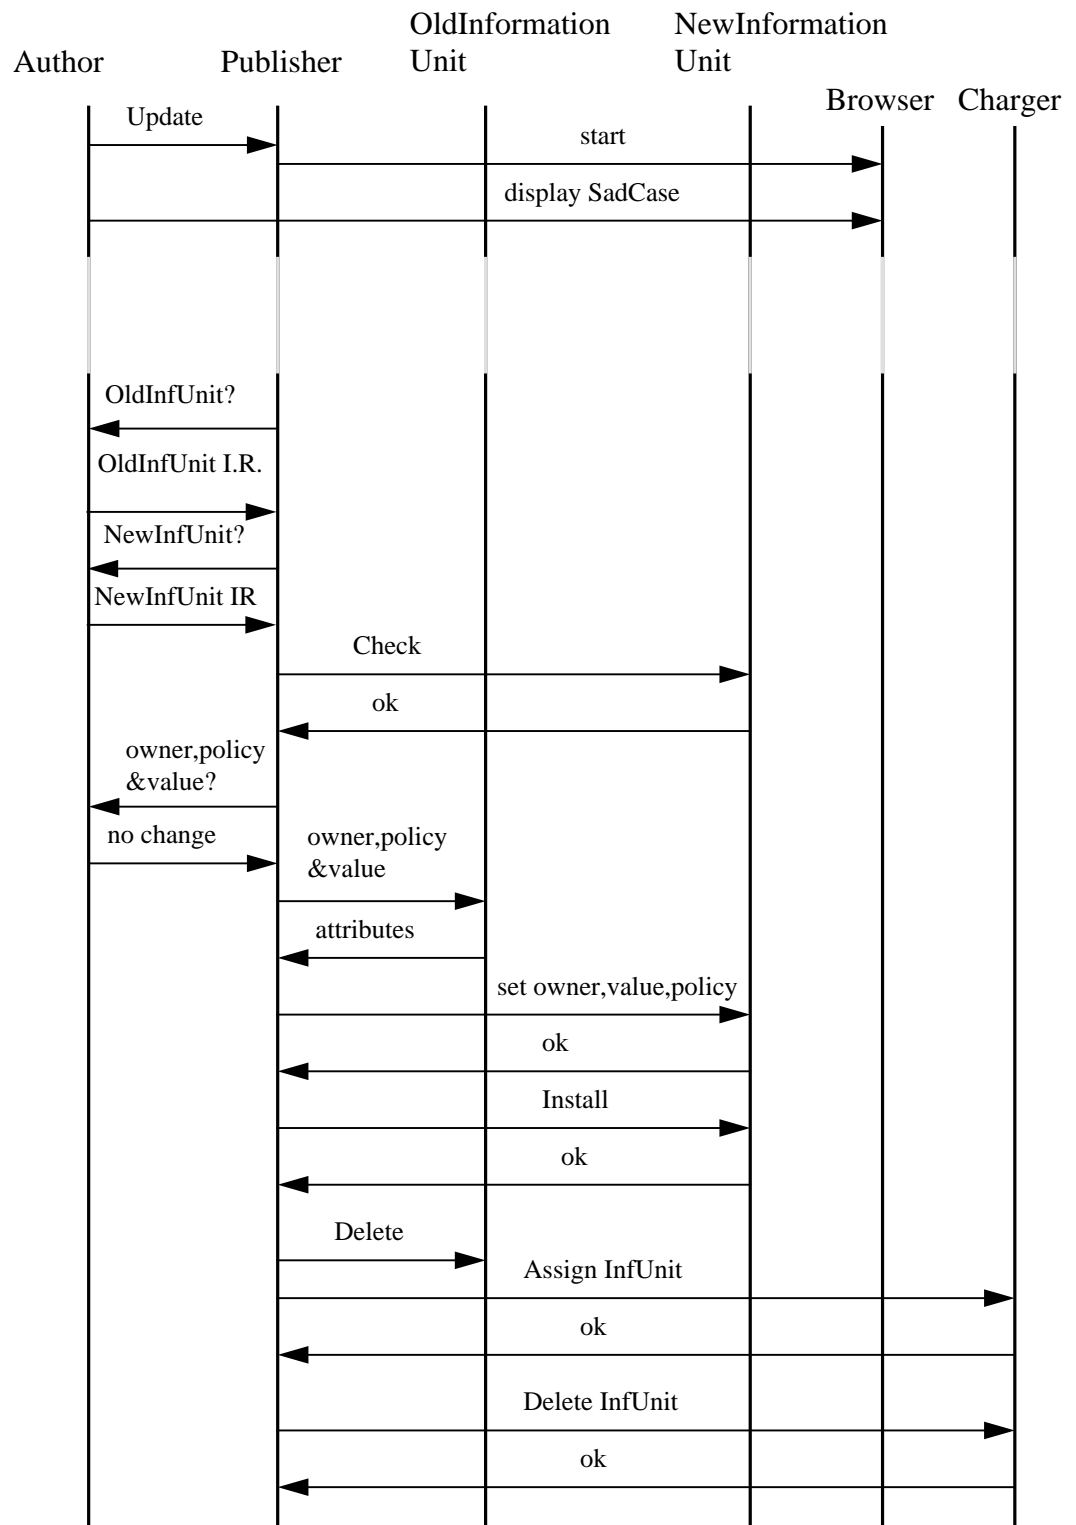 OldInformation
Unit
NewInformation
Unit
Author
Publisher
Browser
Charger
Update
start
display SadCase
OldInfUnit?
OldInfUnit I.R.
NewInfUnit?
NewInfUnit IR
Check
ok
owner,policy
&value?
no change
owner,policy
&value
attributes
set owner,value,policy
ok
Install
ok
Delete
Assign InfUnit
ok
Delete InfUnit
ok